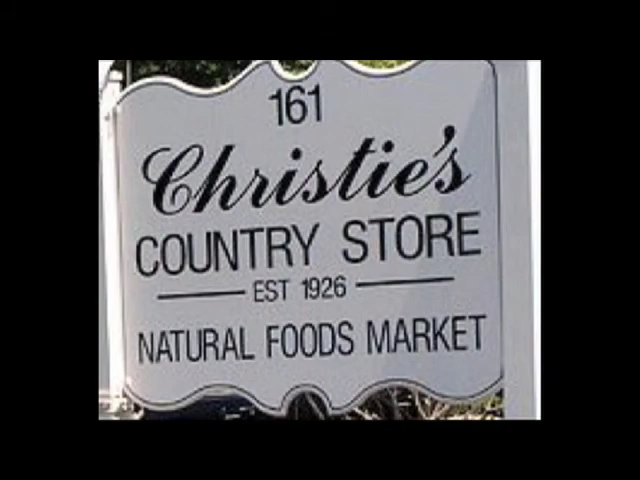 161
Christie's
COUNTRY STORE
EST 1926
NATURAL FOODS MARKET